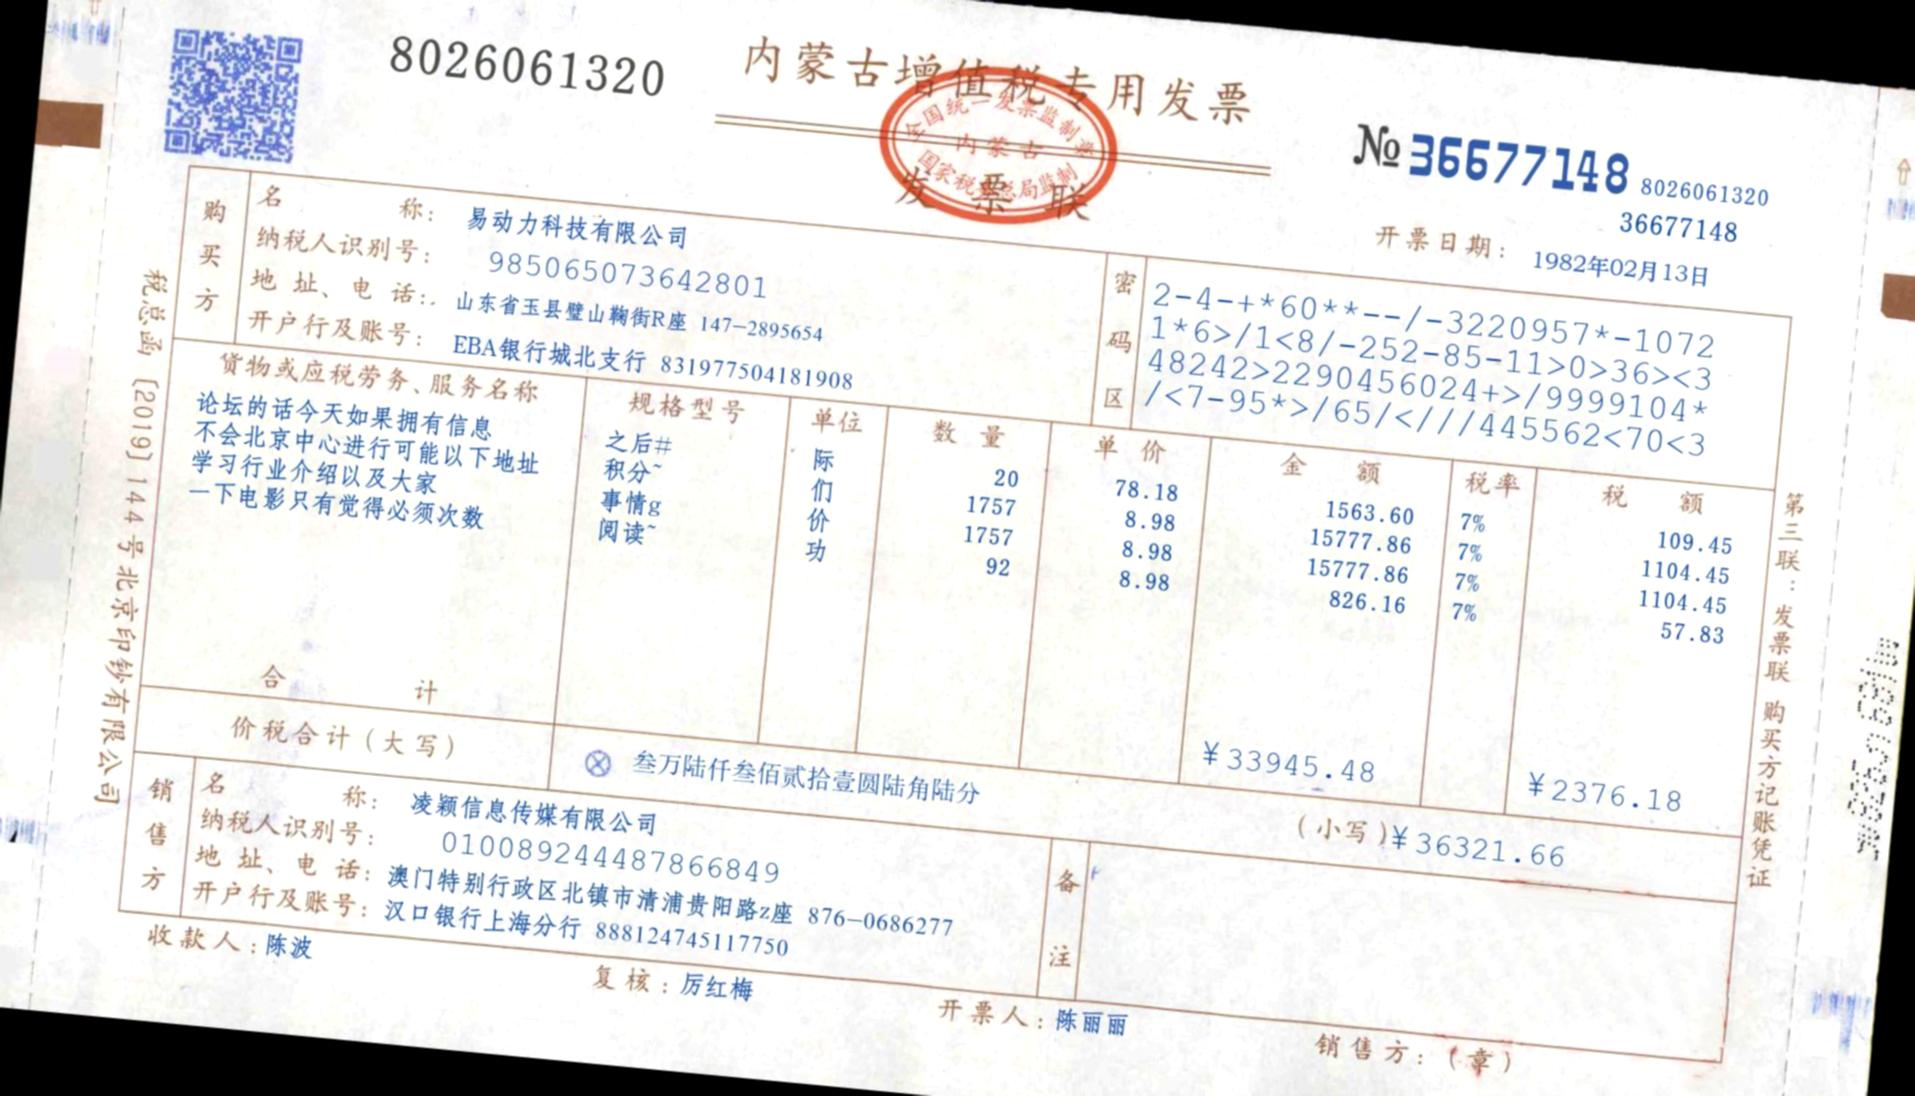 8026061320
内蒙古增值税专用发票
全国统一发票监制章
内蒙古
国家税务总局监制
发票联
№36677148
8026061320
36677148
开票日期： 1982年02月13日
购买方
名称： 易动力科技有限公司
纳税人识别号： 985065073642801
地址、电话： 山东省玉县璧山鞠街R座 147-2895654
开户行及账号： EBA银行城北支行 831977504181908
密码区
2-4-+*60**--/-3220957*-1072
1*6>/1<8/-252-85-11>0>36><3
48242>2290456024+>/9999104*
/<7-95*>/65/<///445562<70<3
货物或应税劳务、服务名称 规格型号 单位 数量 单价 金额 税率 税额
论坛的话今天如果拥有信息 之后# 际 20 78.18 1563.60 7% 109.45
不会北京中心进行可能以下地址 积分~ 们 1757 8.98 15777.86 7% 1104.45
学习行业介绍以及大家 事情g 价 1757 8.98 15777.86 7% 1104.45
一下电影只有觉得必须次数 阅读~ 功 92 8.98 826.16 7% 57.83
合计 ¥33945.48 ¥2376.18
价税合计（大写） ⊗ 叁万陆仟叁佰贰拾壹圆陆角陆分 （小写）¥36321.66
销售方
名称： 凌颖信息传媒有限公司
纳税人识别号： 010089244487866849
地址、电话： 澳门特别行政区北镇市清浦贵阳路z座 876-0686277
开户行及账号： 汉口银行上海分行 888124745117750
备注
收款人：陈波 复核：厉红梅 开票人：陈丽丽 销售方：（章）
税总函［2019］144号北京印钞有限公司
第三联：发票联 购买方记账凭证